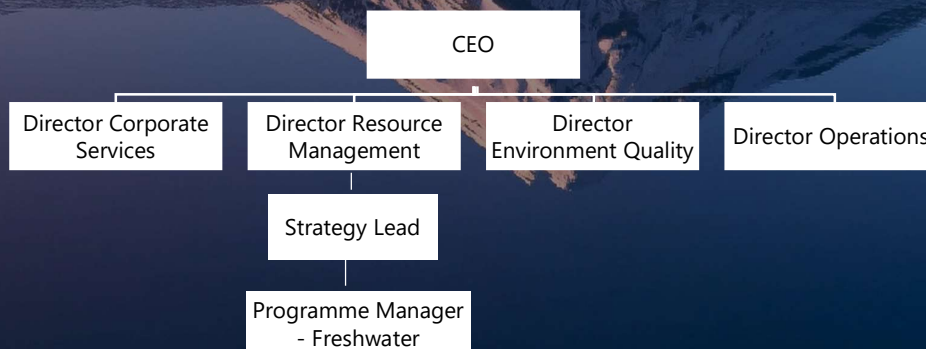 CEO
Director Corporate
Services
Director Resource
Management
Director
Environment Quality
Director Operations
Strategy Lead
Programme Manager
- Freshwater